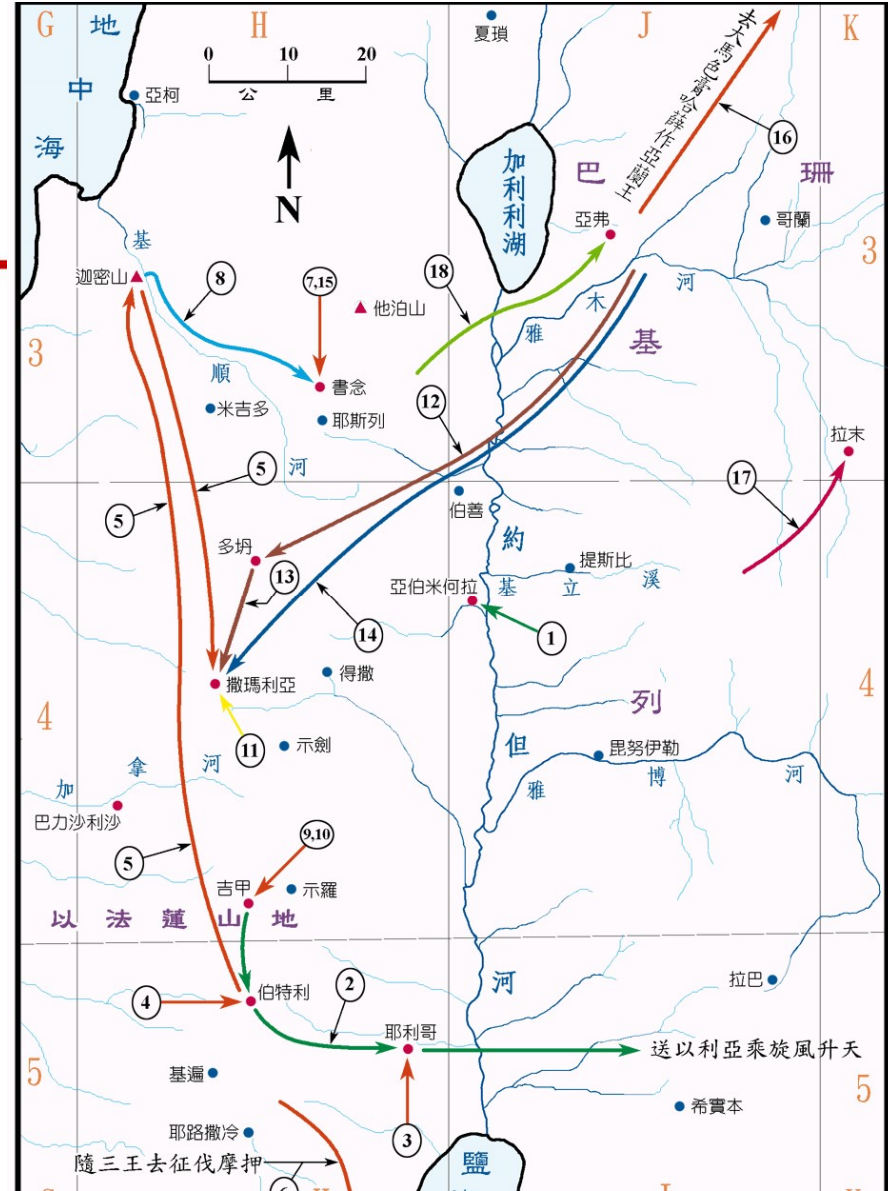 G
地
H
夏瑣
J
K
中
海
0 10 20
公里
亞柯
N
去大馬色膏哈薛作亞蘭王
16
加利利湖
巴珊
亞弗
哥蘭
3
基順河
迦密山
8
7,15
他泊山
18
雅木河
3
書念
基列
米吉多
耶斯列
12
拉末
5
17
5
伯善
約但河
多坍
提斯比
13
亞伯米何拉
基立溪
14
1
撒瑪利亞
得撒
4
4
11
示劍
毘努伊勒
加拿河
雅博河
巴力沙利沙
5
9,10
吉甲
示羅
以法蓮山地
拉巴
4
伯特利
2
耶利哥
送以利亞乘旋風升天
5
基遍
5
希實本
耶路撒冷
3
隨三王去征伐摩押
鹽
6